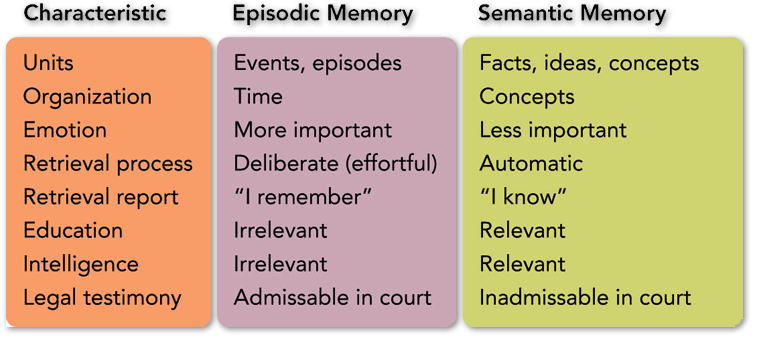 Characteristic Episodic Memory Semantic Memory
Units Events, episodes Facts, ideas, concepts
Organization Time Concepts
Emotion More important Less important
Retrieval process Deliberate (effortful) Automatic
Retrieval report “I remember” “I know”
Education Irrelevant Relevant
Intelligence Irrelevant Relevant
Legal testimony Admissable in court Inadmissable in court